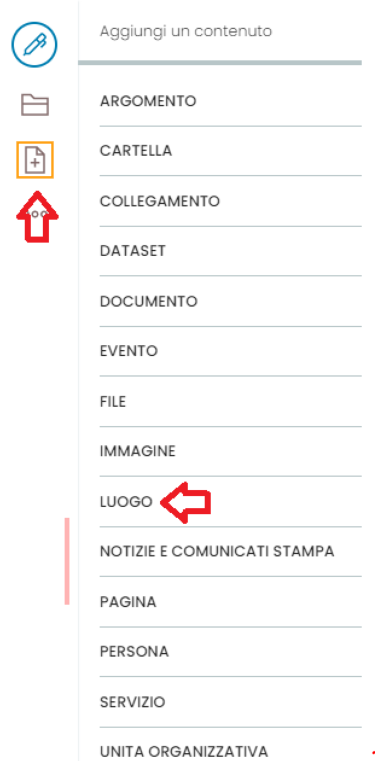 Aggiungi un contenuto
ARGOMENTO
CARTELLA
COLLEGAMENTO
DATASET
DOCUMENTO
EVENTO
FILE
IMMAGINE
LUOGO
NOTIZIE E COMUNICATI STAMPA
PAGINA
PERSONA
SERVIZIO
UNITA ORGANIZZATIVA